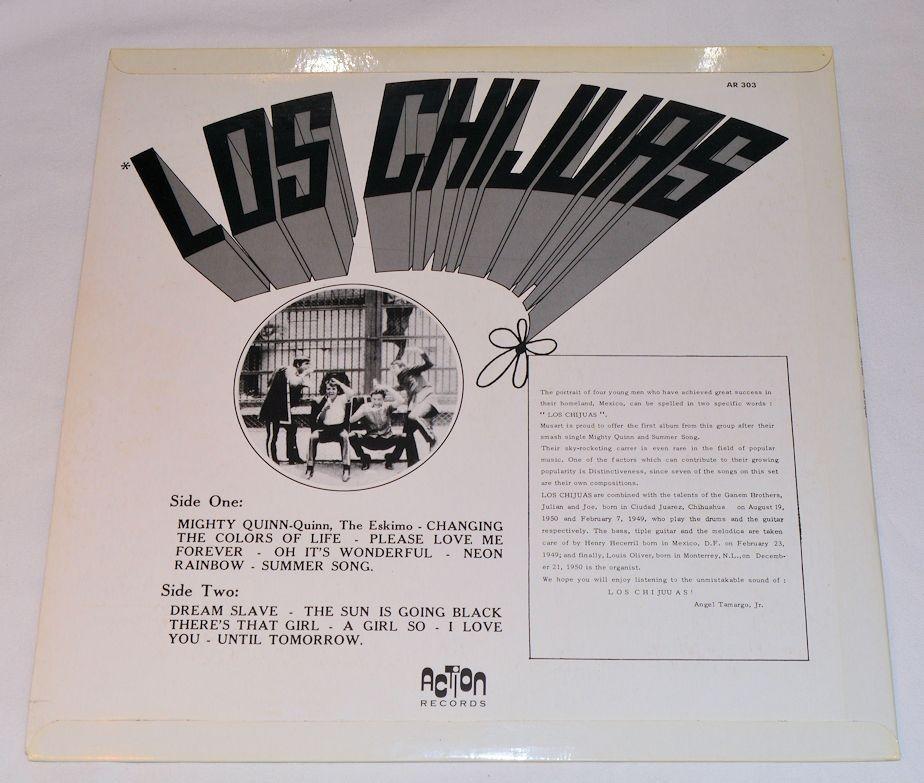 AR 303
*LOS CHIJUAS
Side One:
MIGHTY QUINN-Quinn, The Eskimo - CHANGING
THE COLORS OF LIFE - PLEASE LOVE ME
FOREVER - OH IT'S WONDERFUL - NEON
RAINBOW - SUMMER SONG.
Side Two:
DREAM SLAVE - THE SUN IS GOING BLACK
THERE'S THAT GIRL - A GIRL SO - I LOVE
YOU - UNTIL TOMORROW.
The portrait of four young men who have achieved great success in
their homeland, Mexico, can be spelled in two specific words :
" LOS CHIJUAS ".
Musart is proud to offer the first album from this group after their
smash single Mighty Quinn and Summer Song.
Their sky-rocketing carrer is even rare in the field of popular
music. One of the factors which can contribute to their growing
popularity is Distinctiveness, since seven of the songs on this set
are their own compositions.
LOS CHIJUAS are combined with the talents of the Ganem Brothers,
Julian and Joe, born in Ciudad Juarez, Chihuahua on August 19,
1950 and February 7, 1949, who play the drums and the guitar
respectively. The bass, tiple guitar and the melodica are taken
care of by Henry Becerril born in Mexico, D.F. on February 23,
1949; and finally, Louis Oliver, born in Monterrey, N.L.,on Decemb-
er 21, 1950 is the organist.
We hope you will enjoy listening to the unmistakable sound of :
LOS CHIJUUAS!
Angel Tamargo, Jr.
ACTION
RECORDS